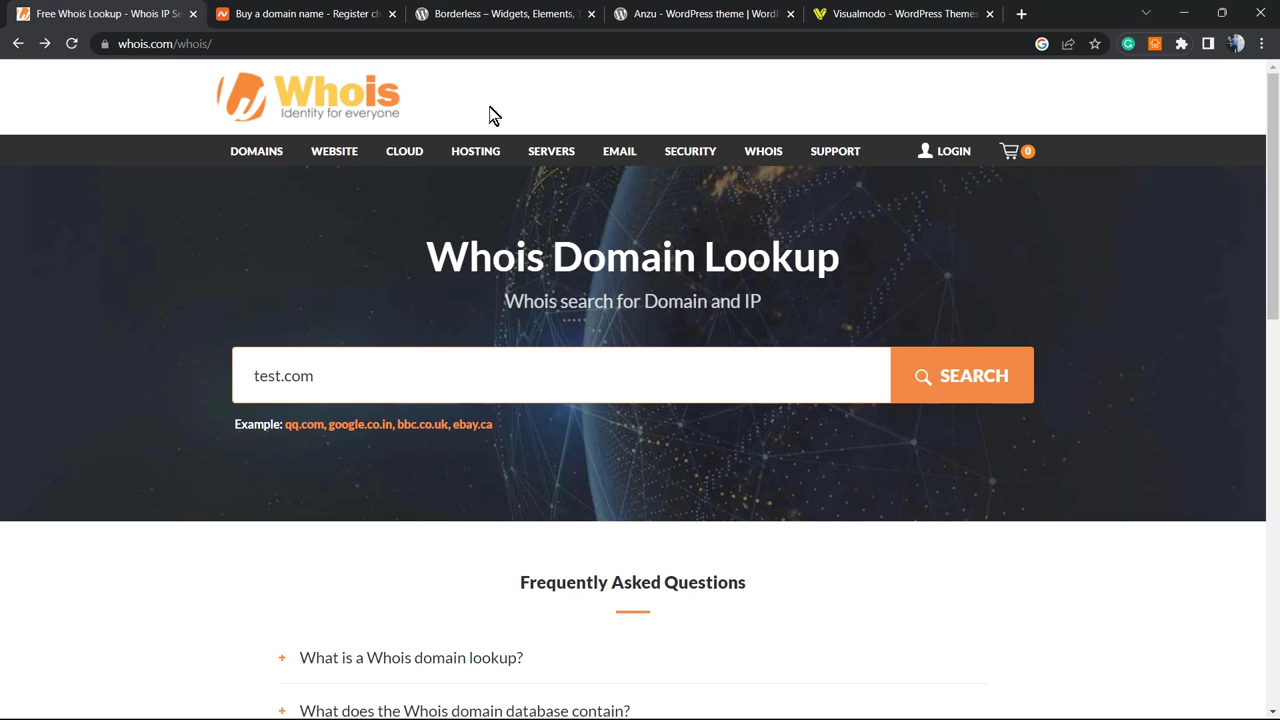 Free Whois Lookup - Whois IP Se
Buy a domain name - Register ch
Borderless – Widgets, Elements,
Anzu - WordPress theme | Word
Visualmodo - WordPress Themes
whois.com/whois/
Whois
Identity for everyone
DOMAINS WEBSITE CLOUD HOSTING SERVERS EMAIL SECURITY WHOIS SUPPORT LOGIN 0
Whois Domain Lookup
Whois search for Domain and IP
test.com
SEARCH
Example: qq.com, google.co.in, bbc.co.uk, ebay.ca
Frequently Asked Questions
+ What is a Whois domain lookup?
+ What does the Whois domain database contain?